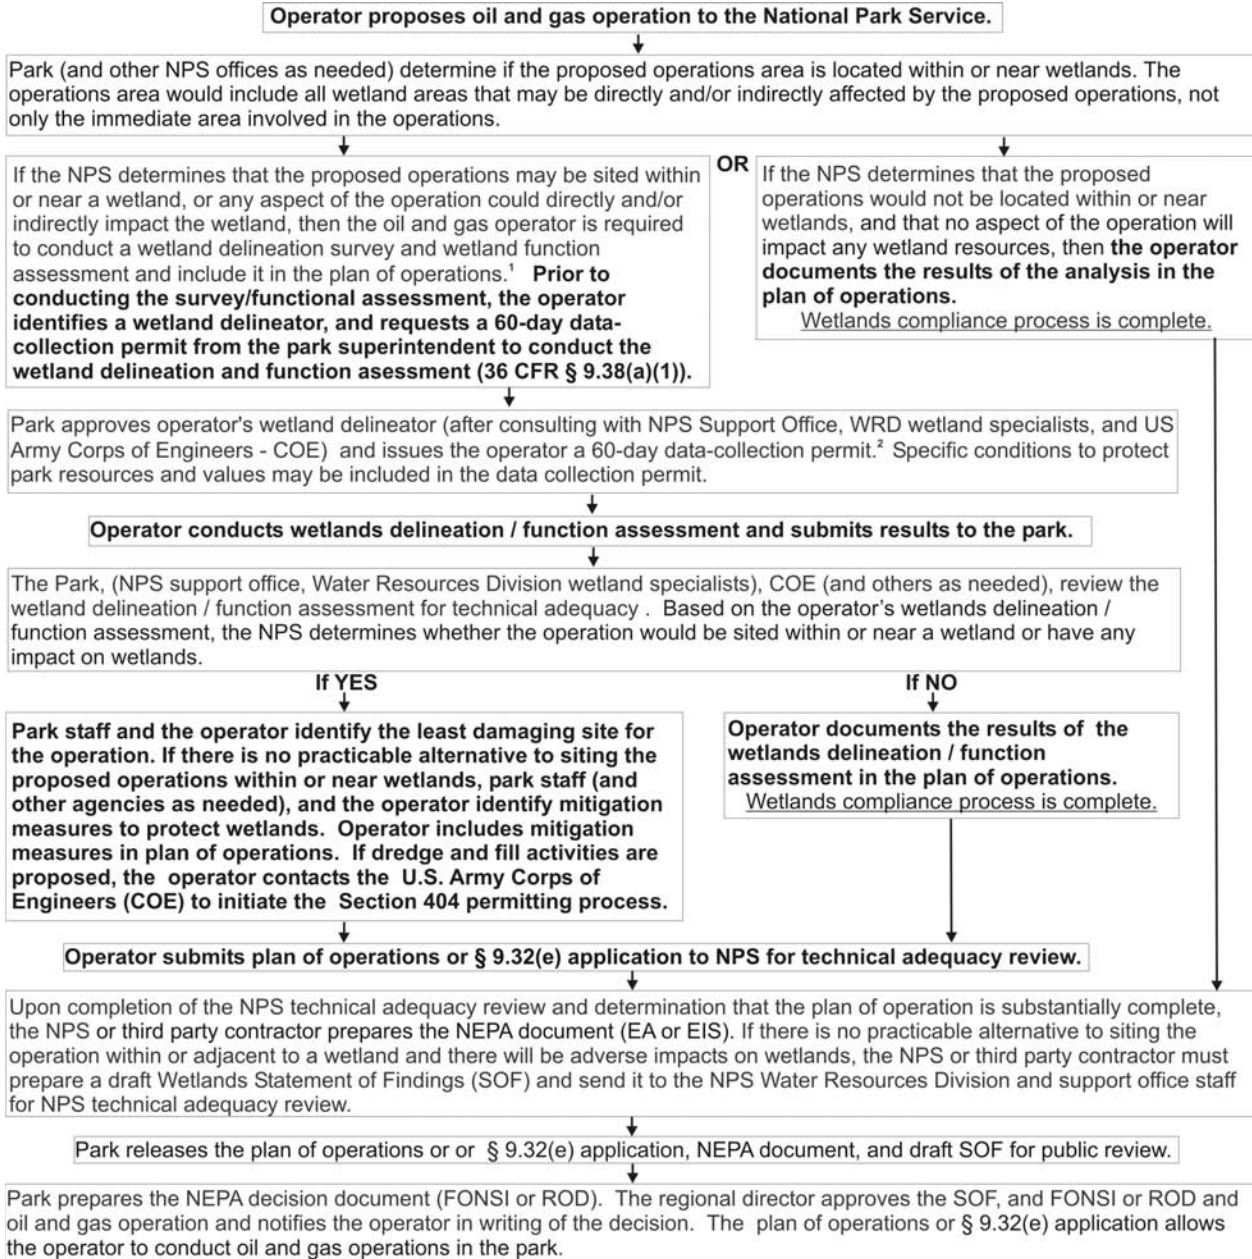 Operator proposes oil and gas operation to the National Park Service.
Park (and other NPS offices as needed) determine if the proposed operations area is located within or near wetlands. The
operations area would include all wetland areas that may be directly and/or indirectly affected by the proposed operations, not
only the immediate area involved in the operations.
If the NPS determines that the proposed operations may be sited within
or near a wetland, or any aspect of the operation could directly and/or
indirectly impact the wetland, then the oil and gas operator is required
to conduct a wetland delineation survey and wetland function
assessment and include it in the plan of operations.¹ Prior to
conducting the survey/functional assessment, the operator
identifies a wetland delineator, and requests a 60-day data-
collection permit from the park superintendent to conduct the
wetland delineation and function asessment (36 CFR § 9.38(a)(1)).
OR
If the NPS determines that the proposed
operations would not be located within or near
wetlands, and that no aspect of the operation will
impact any wetland resources, then the operator
documents the results of the analysis in the
plan of operations.
Wetlands compliance process is complete.
Park approves operator's wetland delineator (after consulting with NPS Support Office, WRD wetland specialists, and US
Army Corps of Engineers - COE) and issues the operator a 60-day data-collection permit.² Specific conditions to protect
park resources and values may be included in the data collection permit.
Operator conducts wetlands delineation / function assessment and submits results to the park.
The Park, (NPS support office, Water Resources Division wetland specialists), COE (and others as needed), review the
wetland delineation / function assessment for technical adequacy . Based on the operator's wetlands delineation /
function assessment, the NPS determines whether the operation would be sited within or near a wetland or have any
impact on wetlands.
If YES
If NO
Park staff and the operator identify the least damaging site for
the operation. If there is no practicable alternative to siting the
proposed operations within or near wetlands, park staff (and
other agencies as needed), and the operator identify mitigation
measures to protect wetlands. Operator includes mitigation
measures in plan of operations. If dredge and fill activities are
proposed, the operator contacts the U.S. Army Corps of
Engineers (COE) to initiate the Section 404 permitting process.
Operator documents the results of the
wetlands delineation / function
assessment in the plan of operations.
Wetlands compliance process is complete.
Operator submits plan of operations or § 9.32(e) application to NPS for technical adequacy review.
Upon completion of the NPS technical adequacy review and determination that the plan of operation is substantially complete,
the NPS or third party contractor prepares the NEPA document (EA or EIS). If there is no practicable alternative to siting the
operation within or adjacent to a wetland and there will be adverse impacts on wetlands, the NPS or third party contractor must
prepare a draft Wetlands Statement of Findings (SOF) and send it to the NPS Water Resources Division and support office staff
for NPS technical adequacy review.
Park releases the plan of operations or or § 9.32(e) application, NEPA document, and draft SOF for public review.
Park prepares the NEPA decision document (FONSI or ROD). The regional director approves the SOF, and FONSI or ROD and
oil and gas operation and notifies the operator in writing of the decision. The plan of operations or § 9.32(e) application allows
the operator to conduct oil and gas operations in the park.